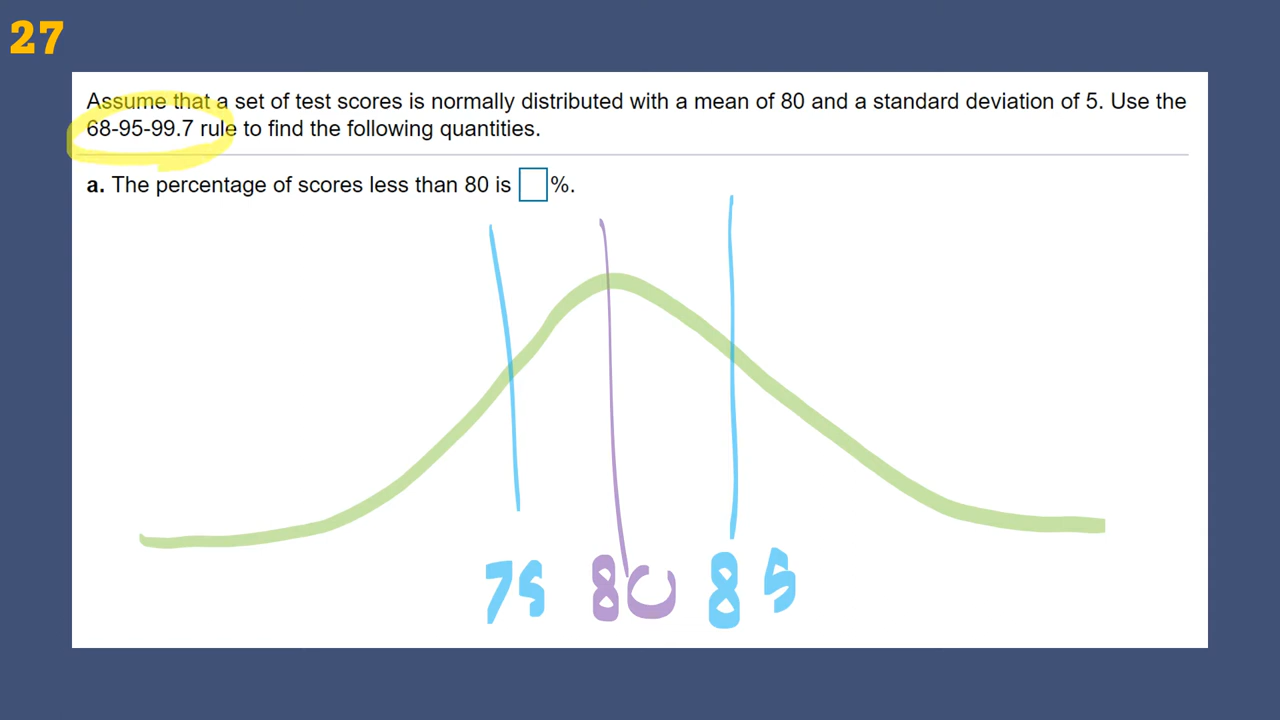 27
Assume that a set of test scores is normally distributed with a mean of 80 and a standard deviation of 5. Use the
68-95-99.7 rule to find the following quantities.
a. The percentage of scores less than 80 is %.
75 80 85